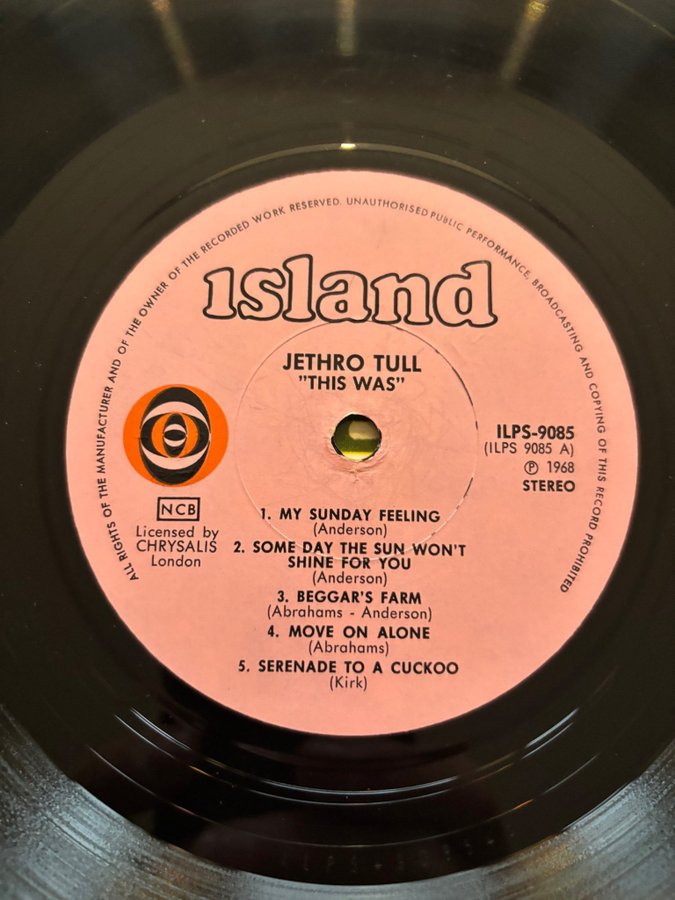 ALL RIGHTS OF THE MANUFACTURER AND OF THE OWNER OF THE RECORDED WORK RESERVED. UNAUTHORISED PUBLIC PERFORMANCE, BROADCASTING AND COPYING OF THIS RECORD PROHIBITED
island
JETHRO TULL
"THIS WAS"
ILPS-9085
(ILPS 9085 A)
Ⓟ 1968
STEREO
NCB
Licensed by
CHRYSALIS
London
1. MY SUNDAY FEELING
(Anderson)
2. SOME DAY THE SUN WON'T
SHINE FOR YOU
(Anderson)
3. BEGGAR'S FARM
(Abrahams - Anderson)
4. MOVE ON ALONE
(Abrahams)
5. SERENADE TO A CUCKOO
(Kirk)